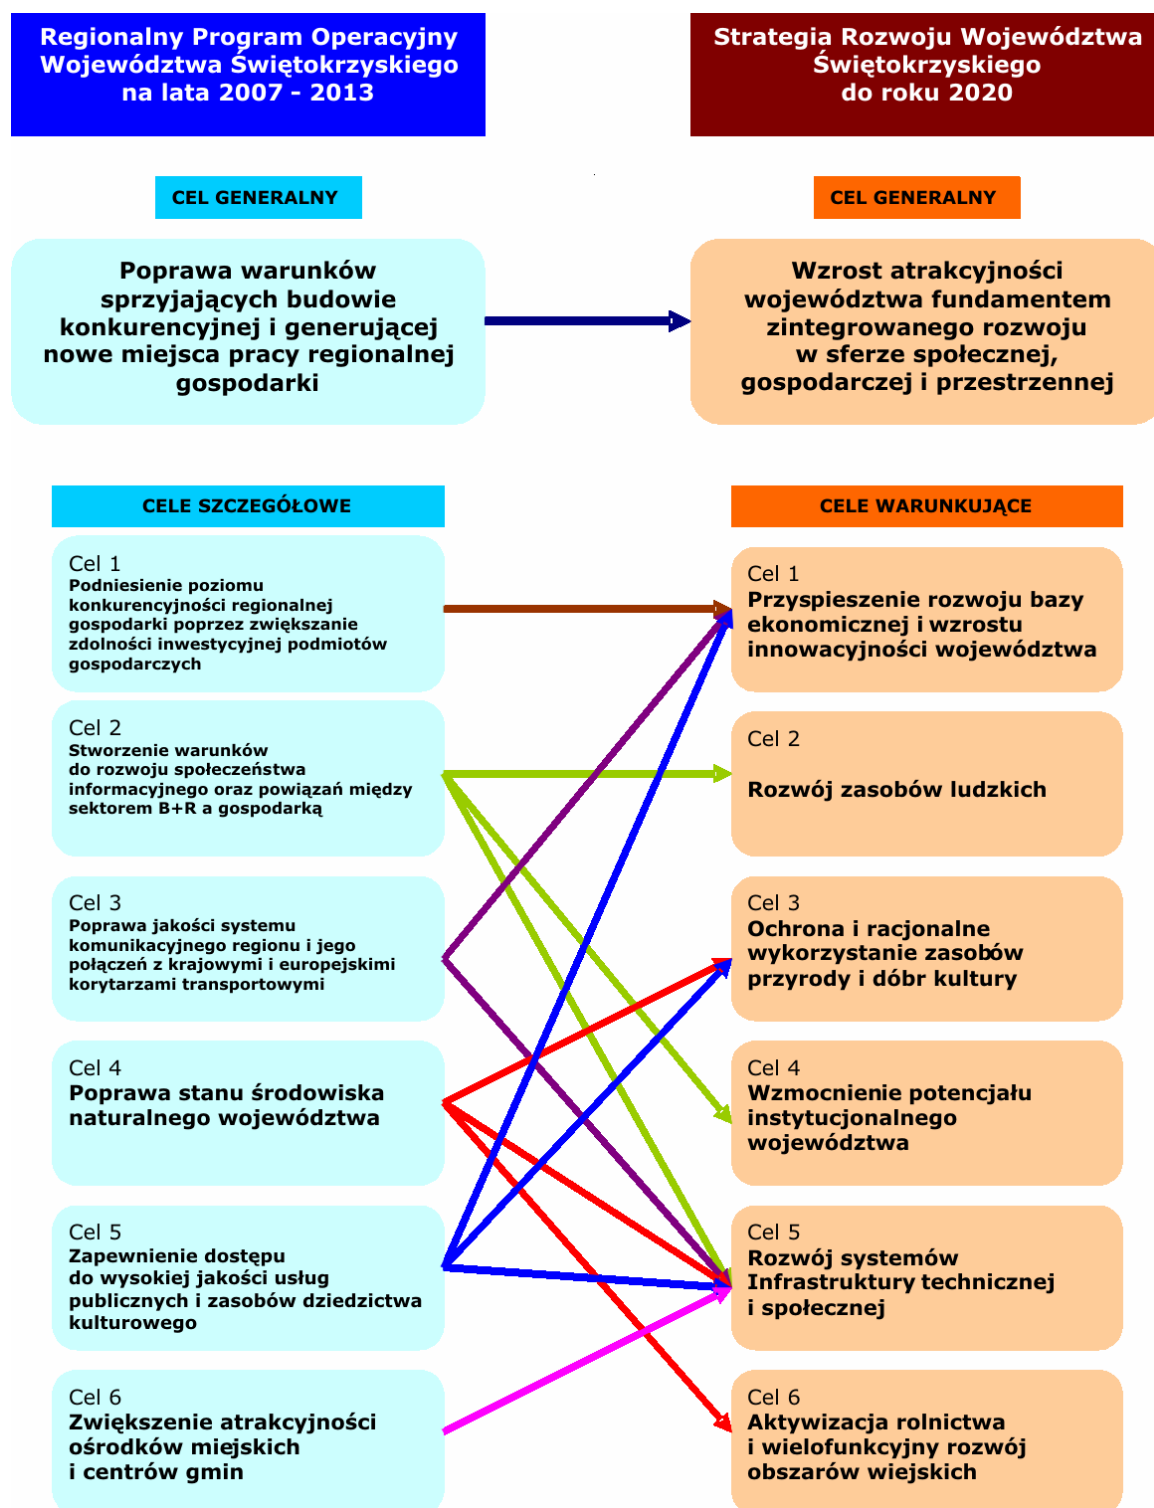 Regionalny Program Operacyjny
Województwa Świętokrzyskiego
na lata 2007 - 2013
Strategia Rozwoju Województwa
Świętokrzyskiego
do roku 2020
CEL GENERALNY
CEL GENERALNY
Poprawa warunków
sprzyjających budowie
konkurencyjnej i generującej
nowe miejsca pracy regionalnej
gospodarki
Wzrost atrakcyjności
województwa fundamentem
zintegrowanego rozwoju
w sferze społecznej,
gospodarczej i przestrzennej
CELE SZCZEGÓŁOWE
CELE WARUNKUJĄCE
Cel 1
Podniesienie poziomu
konkurencyjności regionalnej
gospodarki poprzez zwiększanie
zdolności inwestycyjnej podmiotów
gospodarczych
Cel 1
Przyspieszenie rozwoju bazy
ekonomicznej i wzrostu
innowacyjności województwa
Cel 2
Stworzenie warunków
do rozwoju społeczeństwa
informacyjnego oraz powiązań między
sektorem B+R a gospodarką
Cel 2
Rozwój zasobów ludzkich
Cel 3
Poprawa jakości systemu
komunikacyjnego regionu i jego
połączeń z krajowymi i europejskimi
korytarzami transportowymi
Cel 3
Ochrona i racjonalne
wykorzystanie zasobów
przyrody i dóbr kultury
Cel 4
Poprawa stanu środowiska
naturalnego województwa
Cel 4
Wzmocnienie potencjału
instytucjonalnego
województwa
Cel 5
Zapewnienie dostępu
do wysokiej jakości usług
publicznych i zasobów dziedzictwa
kulturowego
Cel 5
Rozwój systemów
Infrastruktury technicznej
i społecznej
Cel 6
Zwiększenie atrakcyjności
ośrodków miejskich
i centrów gmin
Cel 6
Aktywizacja rolnictwa
i wielofunkcyjny rozwój
obszarów wiejskich